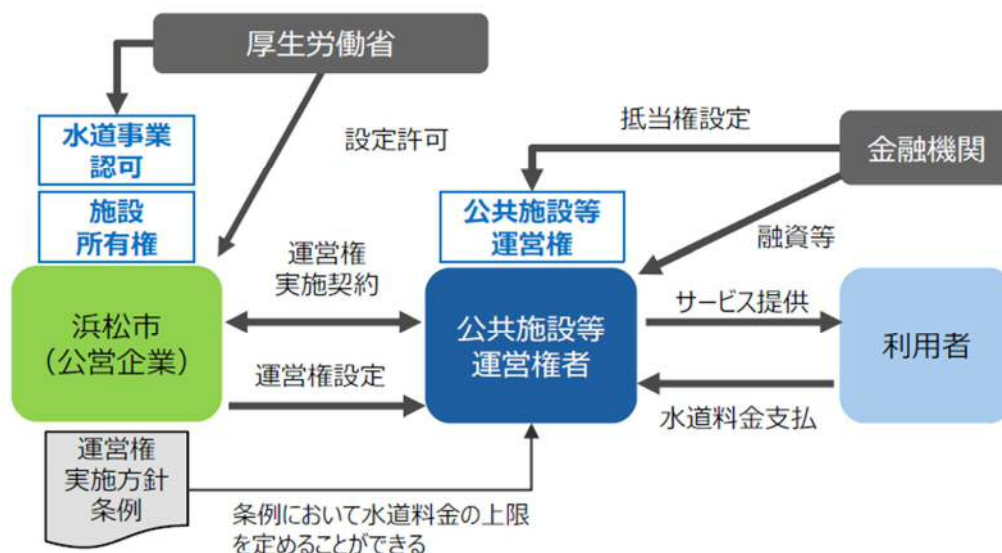 厚生労働省
水道事業
認可
設定許可
抵当権設定
金融機関
施設
所有権
公共施設等
運営権
融資等
運営権
実施契約
サービス提供
浜松市
（公営企業）
公共施設等
運営権者
利用者
運営権設定
水道料金支払
運営権
実施方針
条例
条例において水道料金の上限
を定めることができる